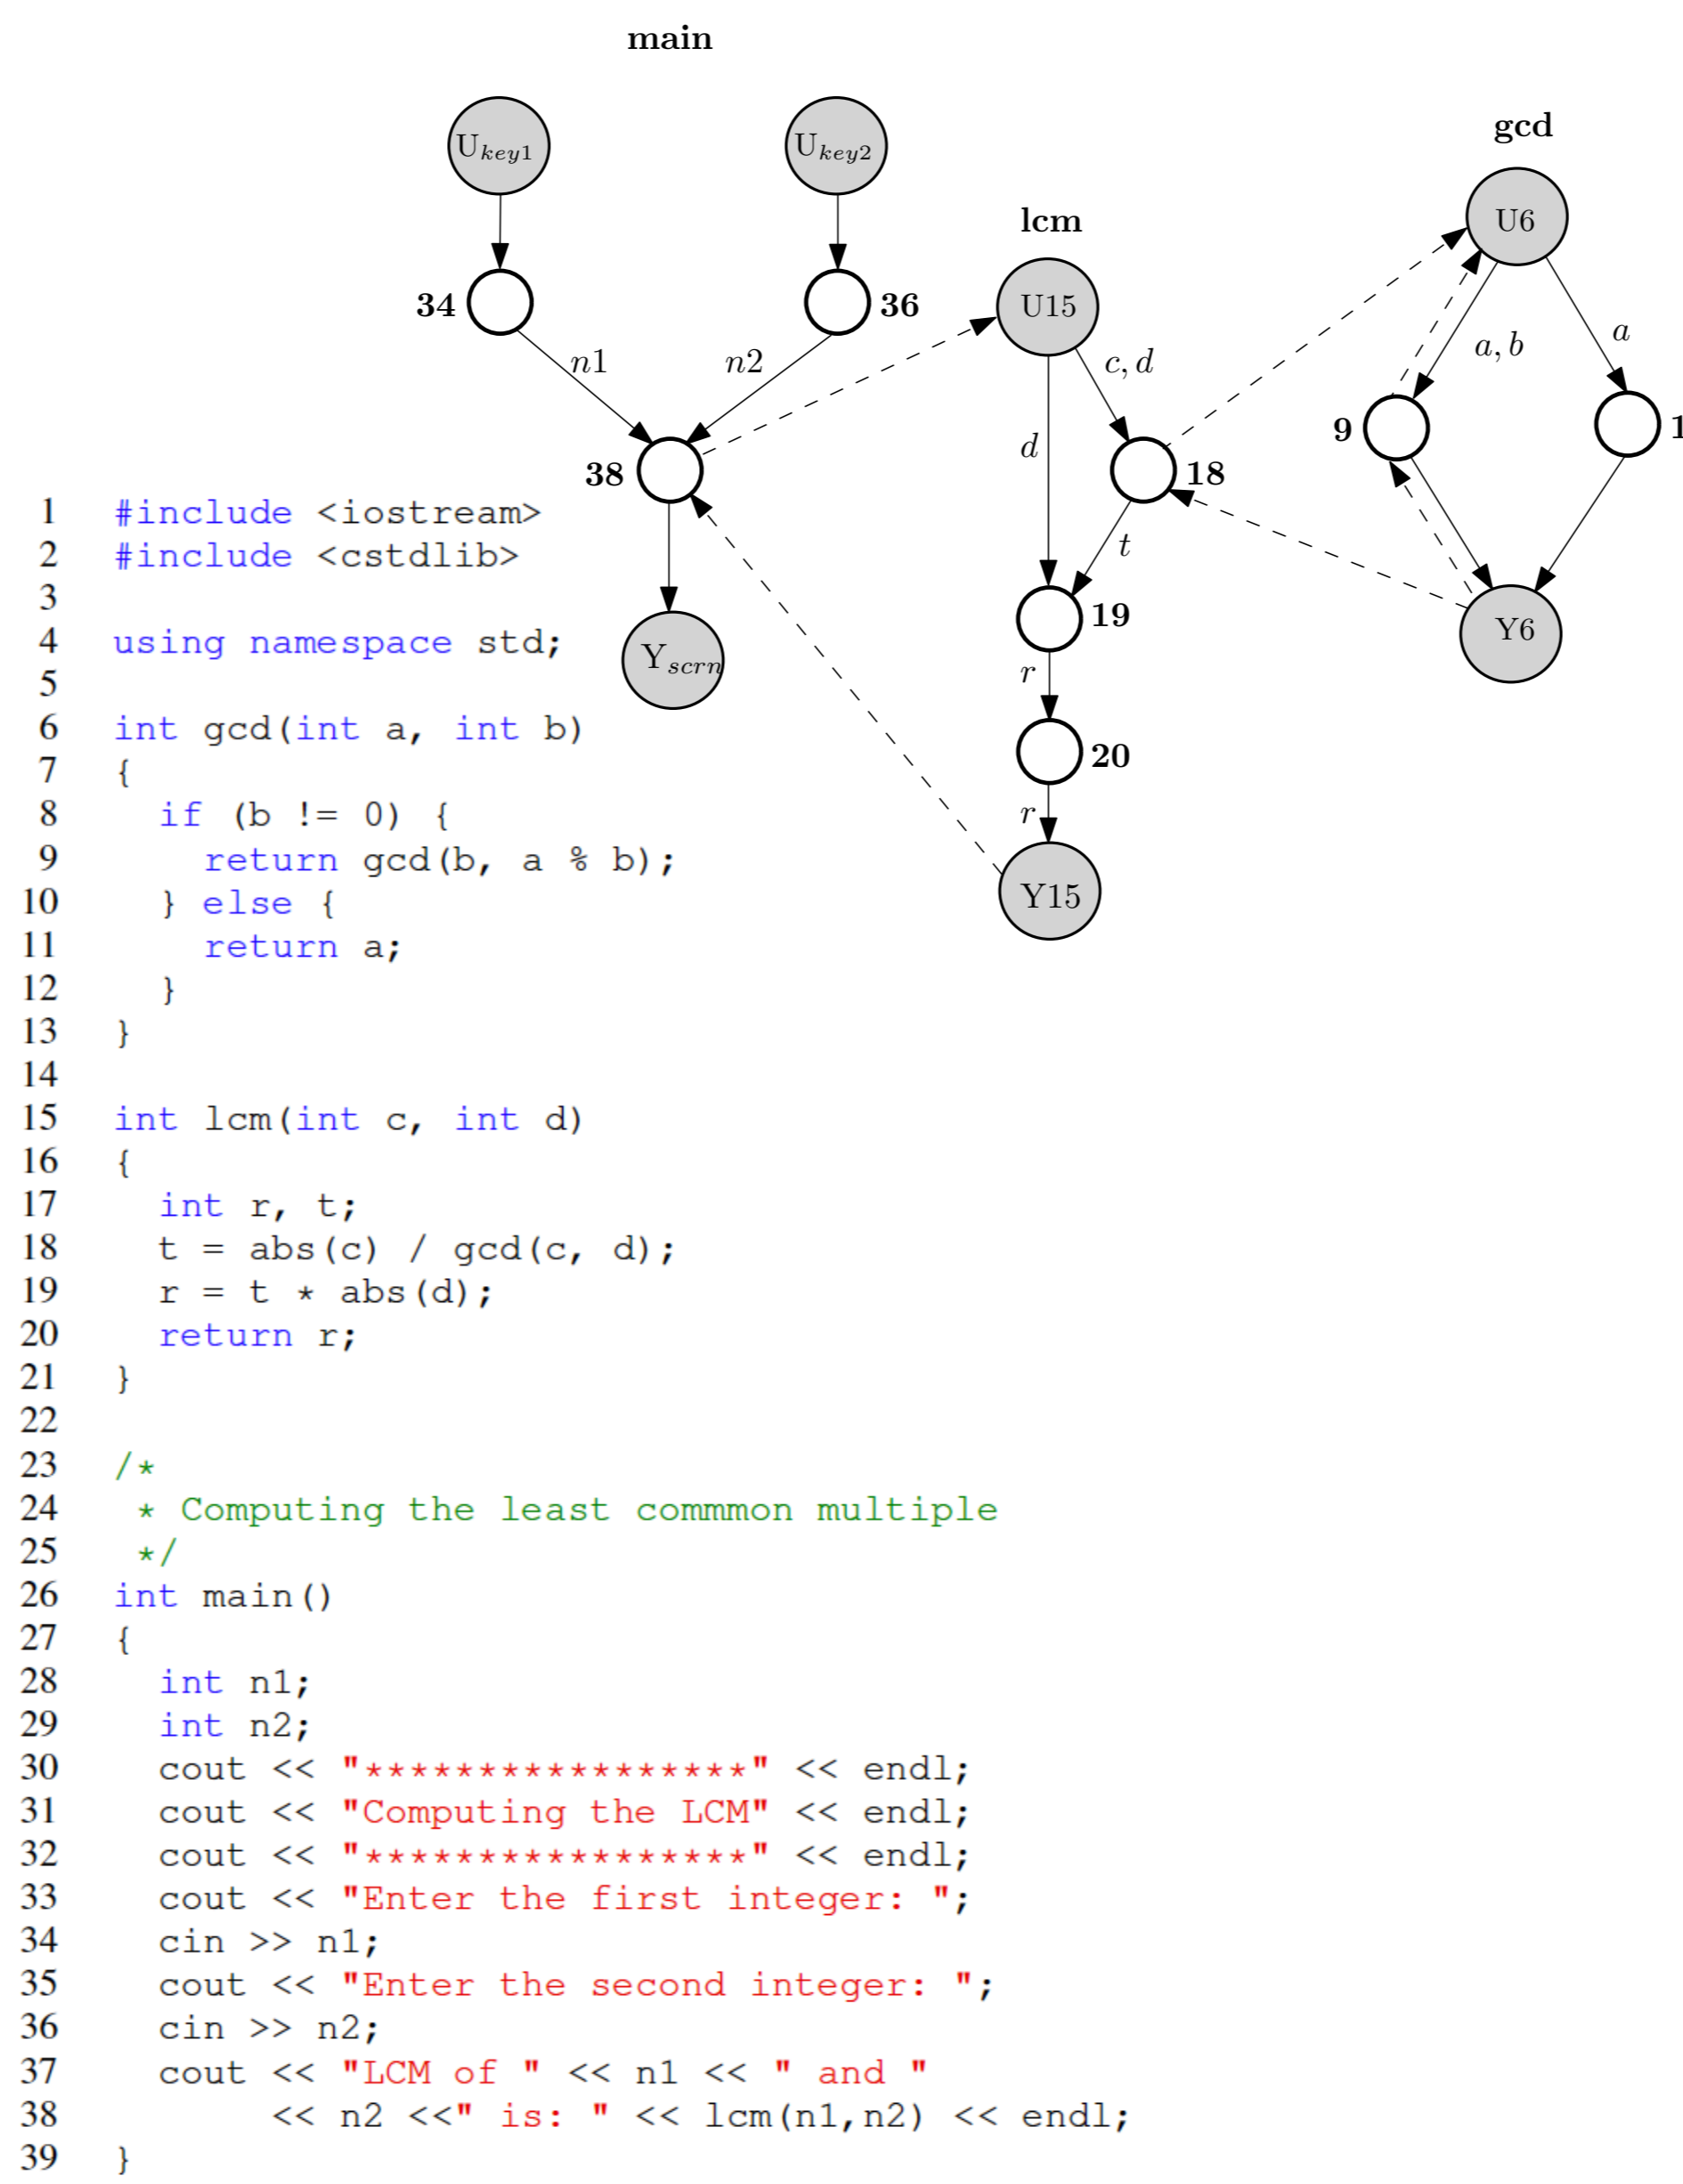 main
U_key1 U_key2
gcd
U6
lcm
34 36 U15
n1 n2 c, d a, b a
d 9 1
38 18
t
19 Y6
Y_scrn
r
20
r
Y15
1 #include <iostream>
2 #include <cstdlib>
3
4 using namespace std;
5
6 int gcd(int a, int b)
7 {
8 if (b != 0) {
9 return gcd(b, a % b);
10 } else {
11 return a;
12 }
13 }
14
15 int lcm(int c, int d)
16 {
17 int r, t;
18 t = abs(c) / gcd(c, d);
19 r = t * abs(d);
20 return r;
21 }
22
23 /*
24 * Computing the least commmon multiple
25 */
26 int main()
27 {
28 int n1;
29 int n2;
30 cout << "*****************" << endl;
31 cout << "Computing the LCM" << endl;
32 cout << "*****************" << endl;
33 cout << "Enter the first integer: ";
34 cin >> n1;
35 cout << "Enter the second integer: ";
36 cin >> n2;
37 cout << "LCM of " << n1 << " and "
38 << n2 <<" is: " << lcm(n1,n2) << endl;
39 }